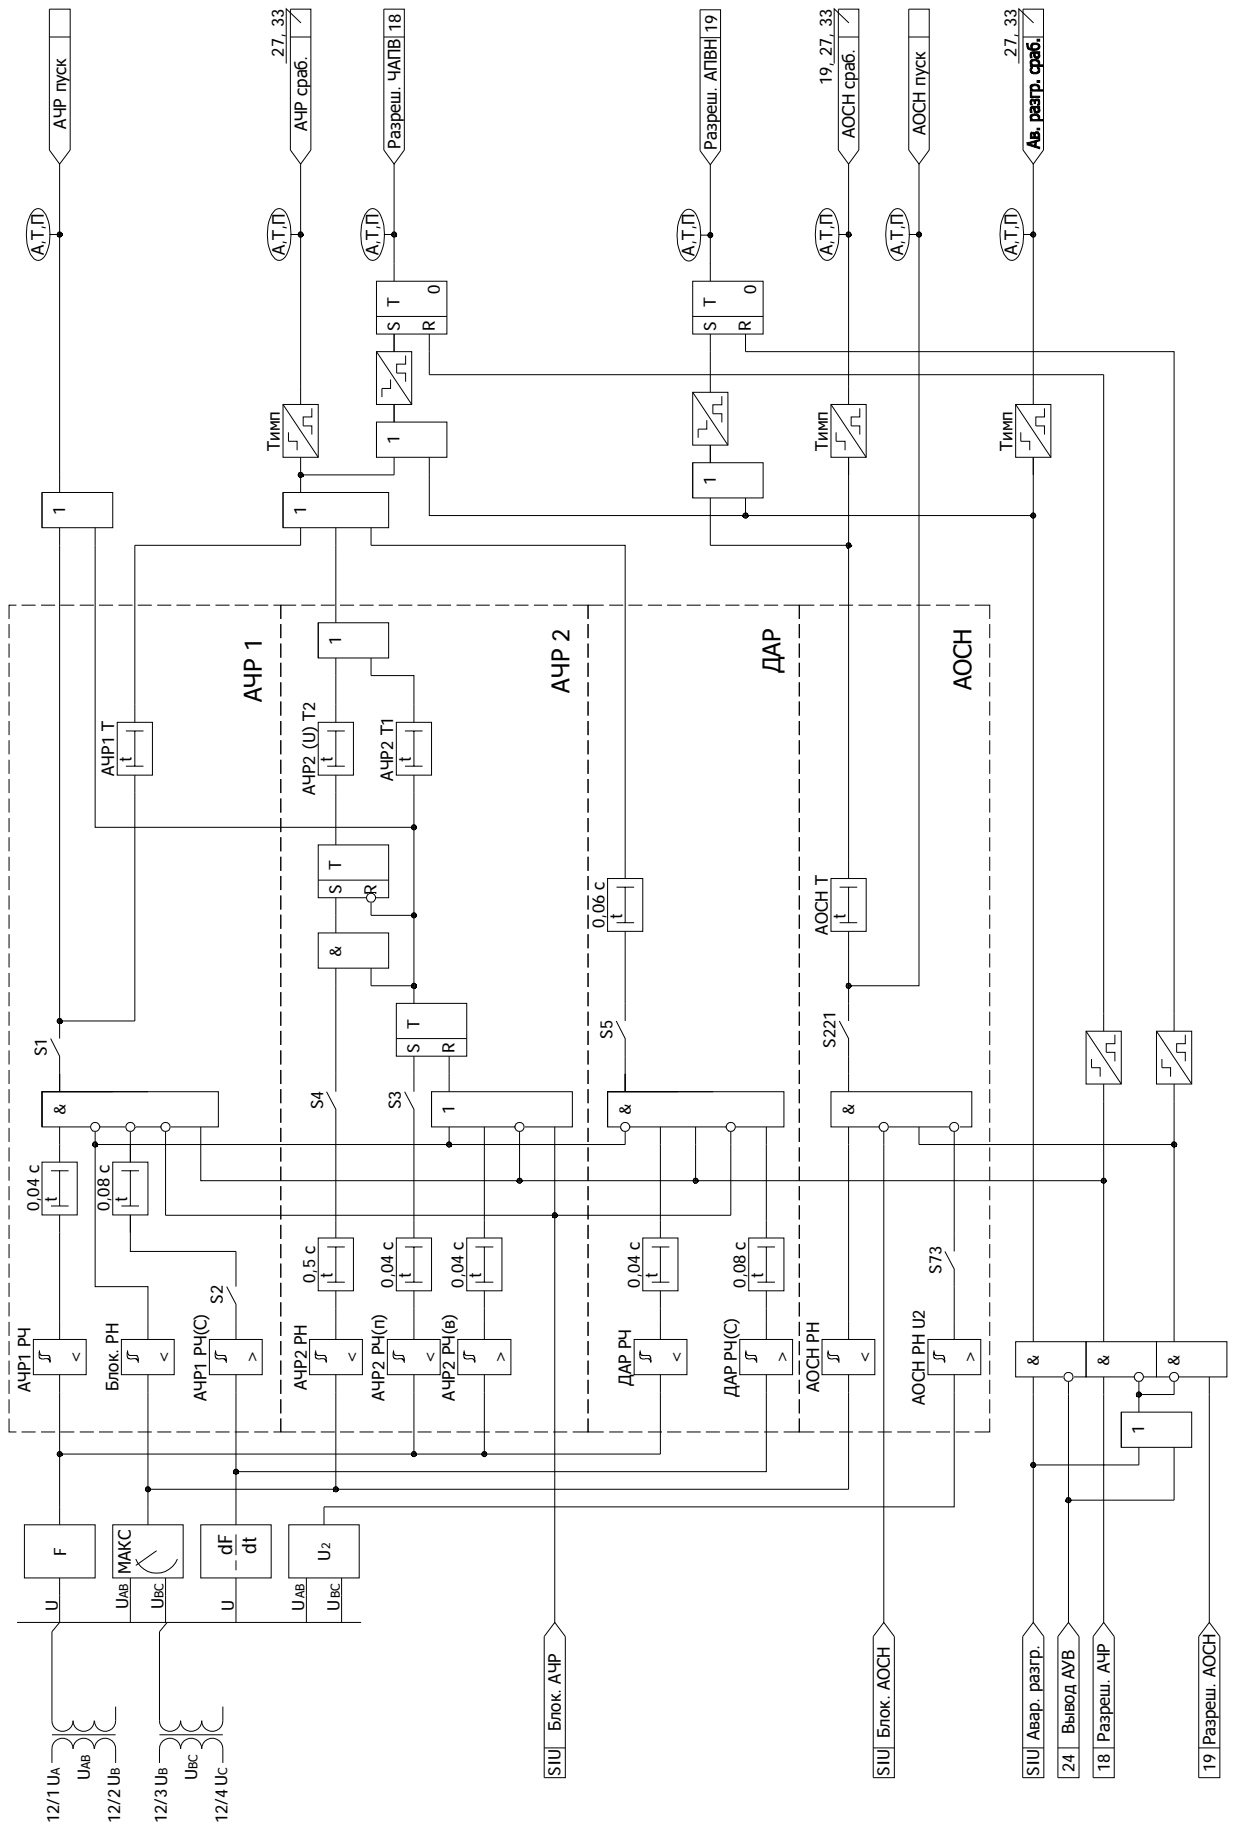 12/1 UA
UAB
12/2 UB
12/3 UB
UBC
12/4 UC
U
UAB
UBC
U
UAB
UBC
F
МАКС
dF
dt
U2
SIU Блок. АЧР
SIU Блок. АОСН
SIU Авар. разгр.
24 Вывод АУВ
18 Разреш. АЧР
19 Разреш. АОСН
АЧР1 РЧ
<
Блок. РН
<
АЧР1 РЧ(С)
>
АЧР2 РН
<
АЧР2 РЧ(п)
<
АЧР2 РЧ(в)
>
ДАР РЧ
<
ДАР РЧ(С)
>
АОСН РН
<
АОСН РН U2
>
&
&
&
1
S2
0,04 с
t
0,08 с
t
0,5 с
t
0,04 с
t
0,04 с
t
0,04 с
t
0,08 с
t
S73
&
S1
S4
S3
1
&
S5
&
S221
S T
R
&
S T
R
0,06 с
t
АОСН Т
t
АЧР1 Т
t
АЧР2 (U) Т2
t
АЧР2 Т1
t
1
АЧР 1
АЧР 2
ДАР
АОСН
1
1
1
1
Тимп
Тимп
Тимп
S T
R 0
S T
R 0
А,Т,П
А,Т,П
А,Т,П
А,Т,П
А,Т,П
А,Т,П
А,Т,П
АЧР пуск
27, 33
АЧР сраб.
Разреш. ЧАПВ 18
Разреш. АПВН 19
19, 27, 33
АОСН сраб.
АОСН пуск
27, 33
Ав. разгр. сраб.